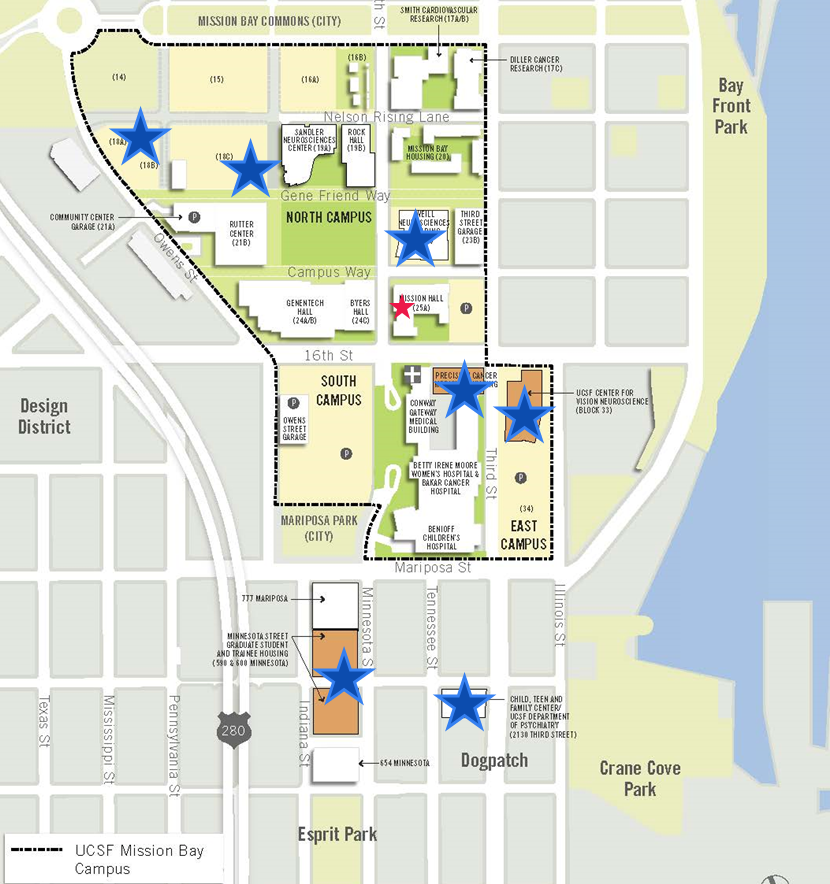 MISSION BAY COMMONS (CITY)
th St
SMITH CARDIOVASCULAR
RESEARCH (17A/B)
DILLER CANCER
RESEARCH (17C)
(14)
(15)
(16A)
(16B)
Bay
Front
Park
Nelson Rising Lane
(18A)
(18B)
(18C)
SANDLER
NEUROSCIENCES
CENTER (19A)
ROCK
HALL
(19B)
MISSION BAY
HOUSING (20)
Gene Friend Way
COMMUNITY CENTER
GARAGE (21A)
P
RUTTER
CENTER
(21B)
NORTH CAMPUS
THIRD
STREET
GARAGE
(23B)
Owens St
Campus Way
GENENTECH
HALL
(24A/B)
BYERS
HALL
(24C)
MISSION HALL
(25A)
P
16th St
Design
District
SOUTH
CAMPUS
P
OWENS
STREET
GARAGE
P
CANCER
CONWAY
GATEWAY
MEDICAL
BUILDING
UCSF CENTER FOR
VISION NEUROSCIENCE
(BLOCK 33)
BETTY IRENE MOORE
WOMEN'S HOSPITAL &
BAKAR CANCER
HOSPITAL
Third St
P
(34)
EAST
CAMPUS
MARIPOSA PARK
(CITY)
BENIOFF
CHILDREN'S
HOSPITAL
Mariposa St
777 MARIPOSA
Minnesota S
Tennessee St
Illinois St
MINNESOTA STREET
GRADUATE STUDENT
AND TRAINEE HOUSING
(590 & 600 MINNESOTA)
Texas St
Mississippi St
Pennsylvania St
280
Indiana St
CHILD, TEEN AND
FAMILY CENTER/
UCSF DEPARTMENT
OF PSYCHIATRY
(2130 THIRD STREET)
654 MINNESOTA
Dogpatch
Crane Cove
Park
Esprit Park
UCSF Mission Bay
Campus